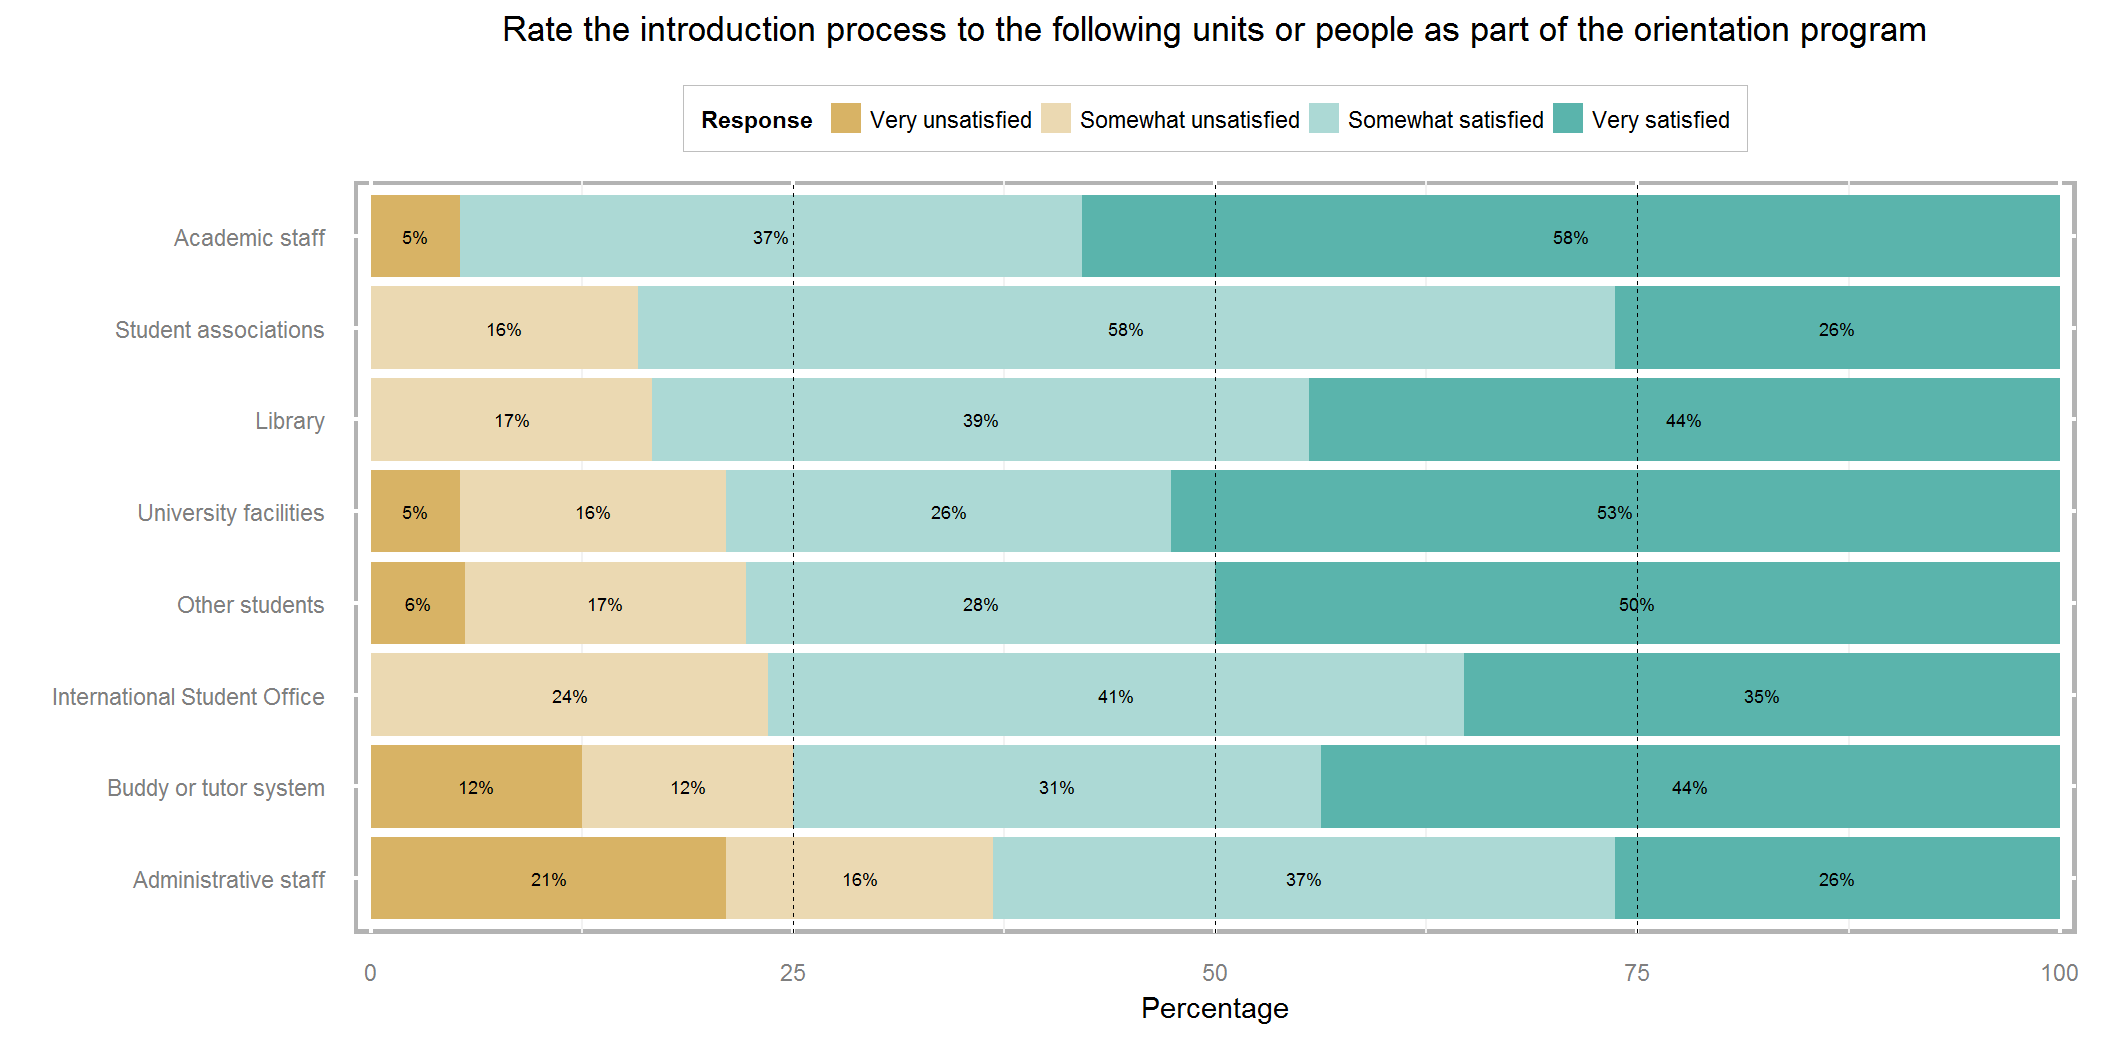 Rate the introduction process to the following units or people as part of the orientation program
Response Very unsatisfied Somewhat unsatisfied Somewhat satisfied Very satisfied
Academic staff 5% 37% 58%
Student associations 16% 58% 26%
Library 17% 39% 44%
University facilities 5% 16% 26% 53%
Other students 6% 17% 28% 50%
International Student Office 24% 41% 35%
Buddy or tutor system 12% 12% 31% 44%
Administrative staff 21% 16% 37% 26%
0 25 50 75 100
Percentage